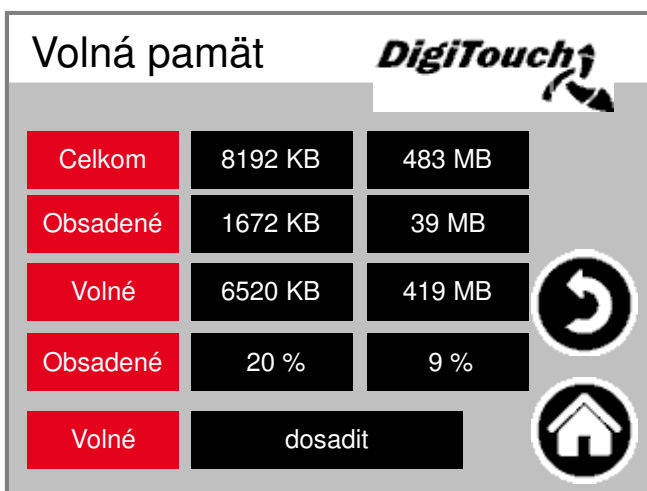 Volná pamät
DigiTouch
Celkom 8192 KB 483 MB
Obsadené 1672 KB 39 MB
Volné 6520 KB 419 MB
Obsadené 20 % 9 %
Volné dosadit